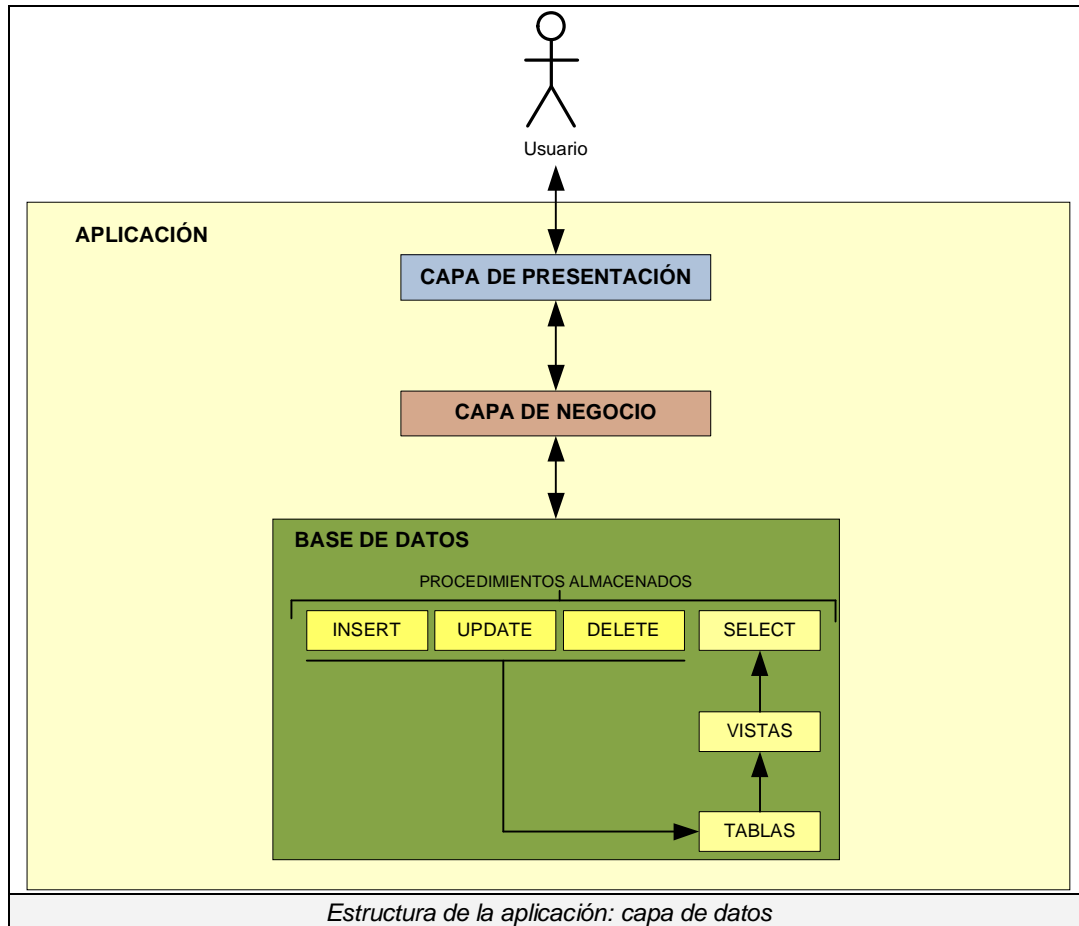 Usuario
APLICACIÓN
CAPA DE PRESENTACIÓN
CAPA DE NEGOCIO
BASE DE DATOS
PROCEDIMIENTOS ALMACENADOS
INSERT UPDATE DELETE SELECT
VISTAS
TABLAS
Estructura de la aplicación: capa de datos